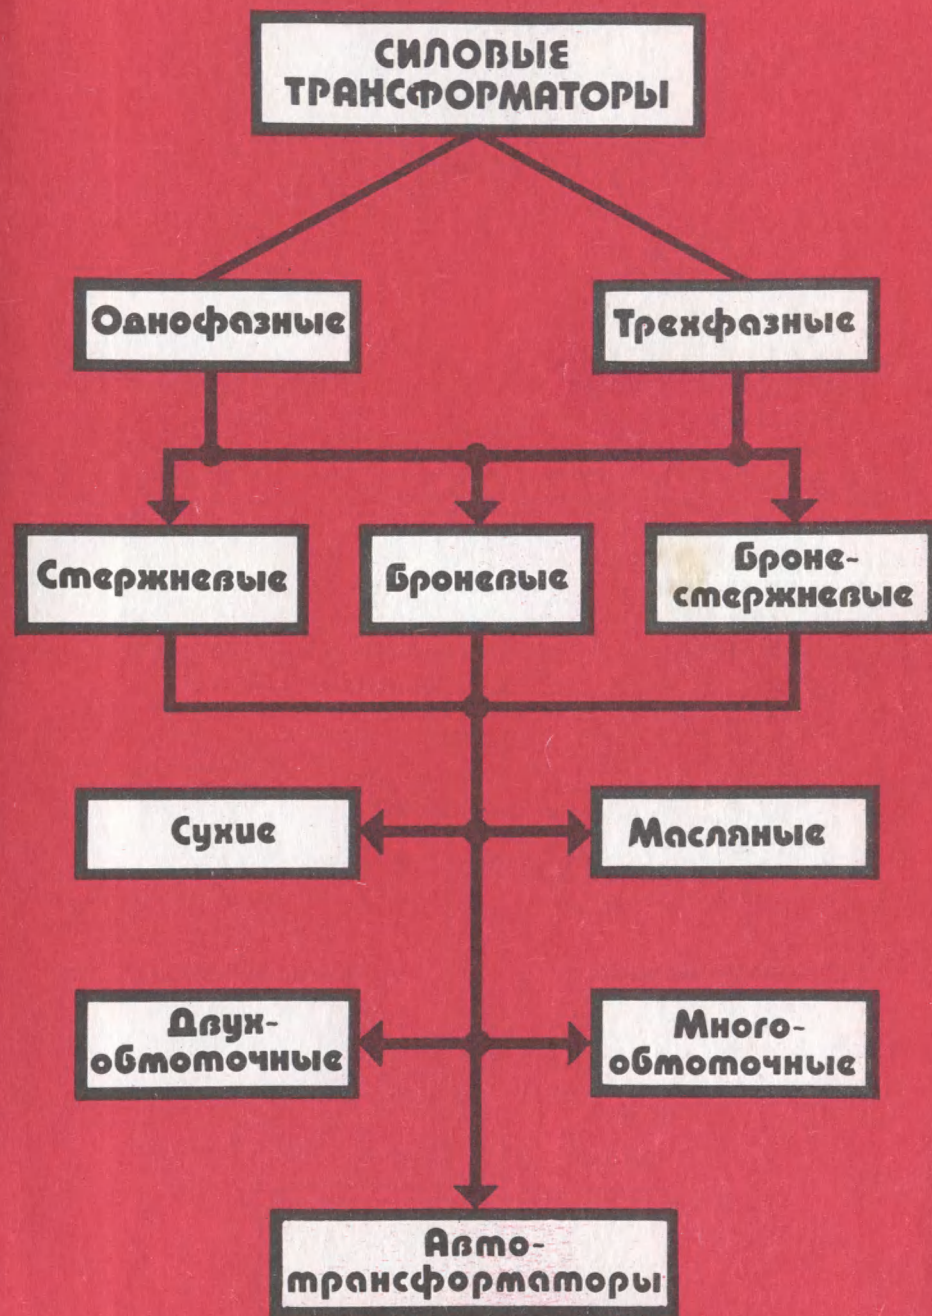 СИЛОВЫЕ
ТРАНСФОРМАТОРЫ
Однофазные
Трехфазные
Стержневые
Броневые
Броне-
стержневые
Сухие
Масляные
Двух-
обмоточные
Много-
обмоточные
Авто-
трансформаторы